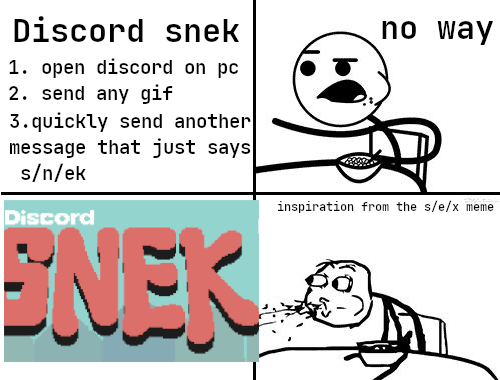 Discord snek
1. open discord on pc
2. send any gif
3.quickly send another
message that just says
s/n/ek
no way
Discord
SNEK
inspiration from the s/e/x meme